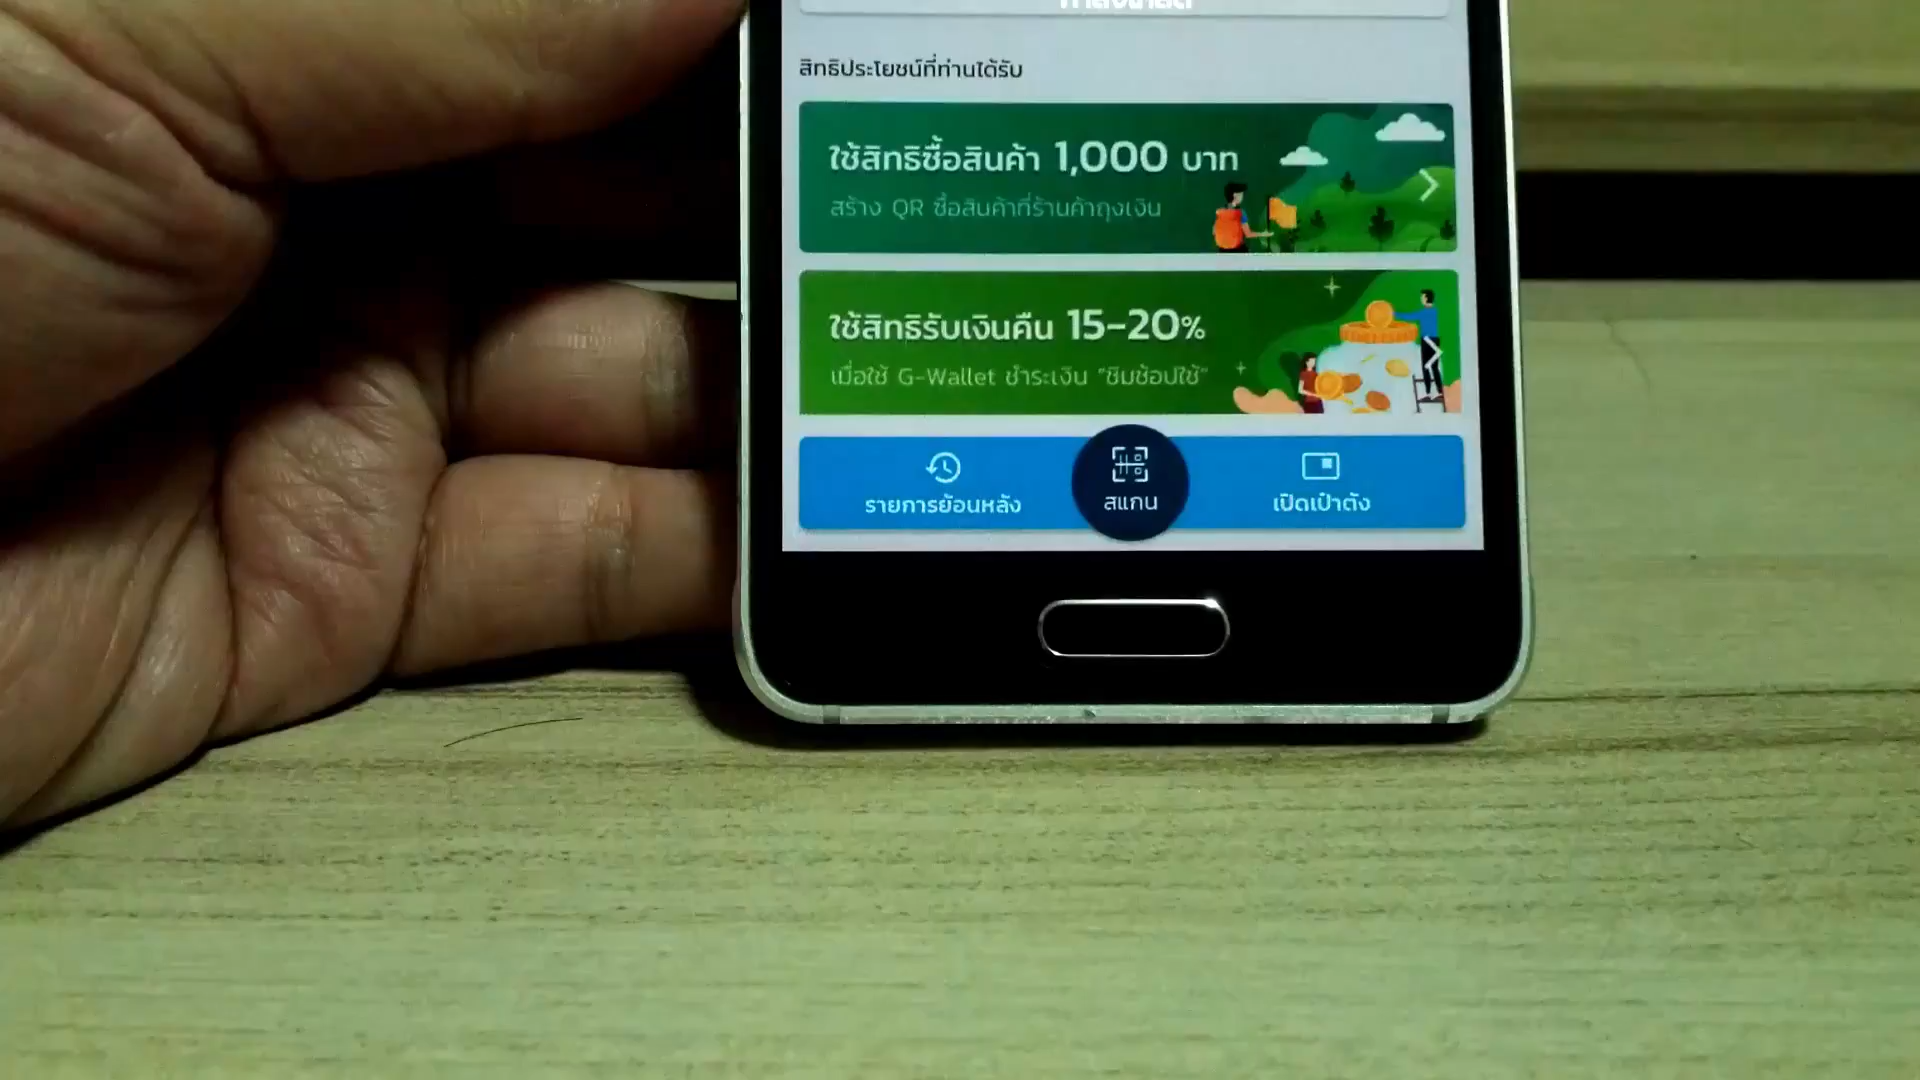 สิทธิประโยชน์ที่ท่านได้รับ
ใช้สิทธิซื้อสินค้า 1,000 บาท
สร้าง QR ซื้อสินค้าที่ร้านค้าถุงเงิน
ใช้สิทธิรับเงินคืน 15-20%
เมื่อใช้ G-Wallet ชำระเงิน "ชิมช้อปใช้"
รายการย้อนหลัง
สแกน
เปิดเป๋าตัง